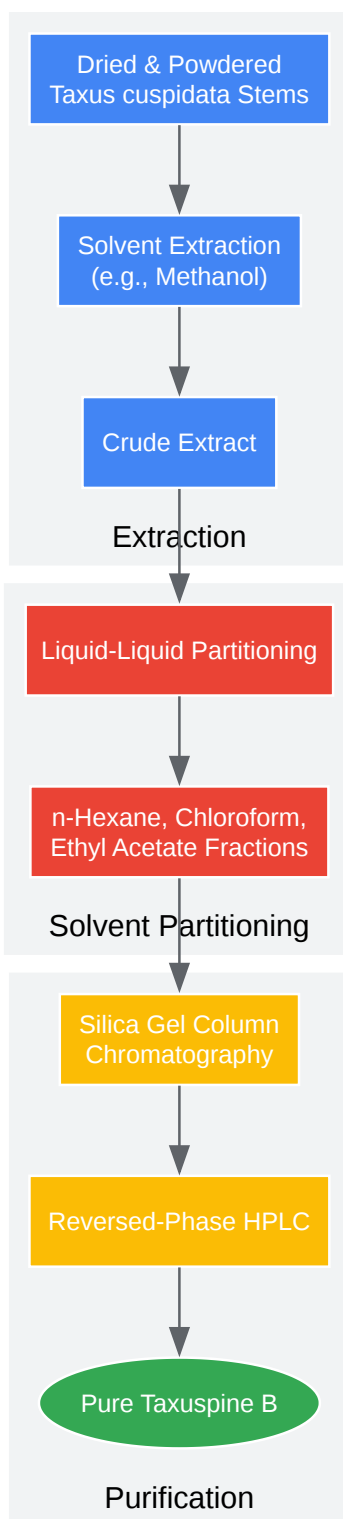 Dried & Powdered
Taxus cuspidata Stems
Solvent Extraction
(e.g., Methanol)
Crude Extract
Extraction
Liquid-Liquid Partitioning
n-Hexane, Chloroform,
Ethyl Acetate Fractions
Solvent Partitioning
Silica Gel Column
Chromatography
Reversed-Phase HPLC
Pure Taxuspine B
Purification